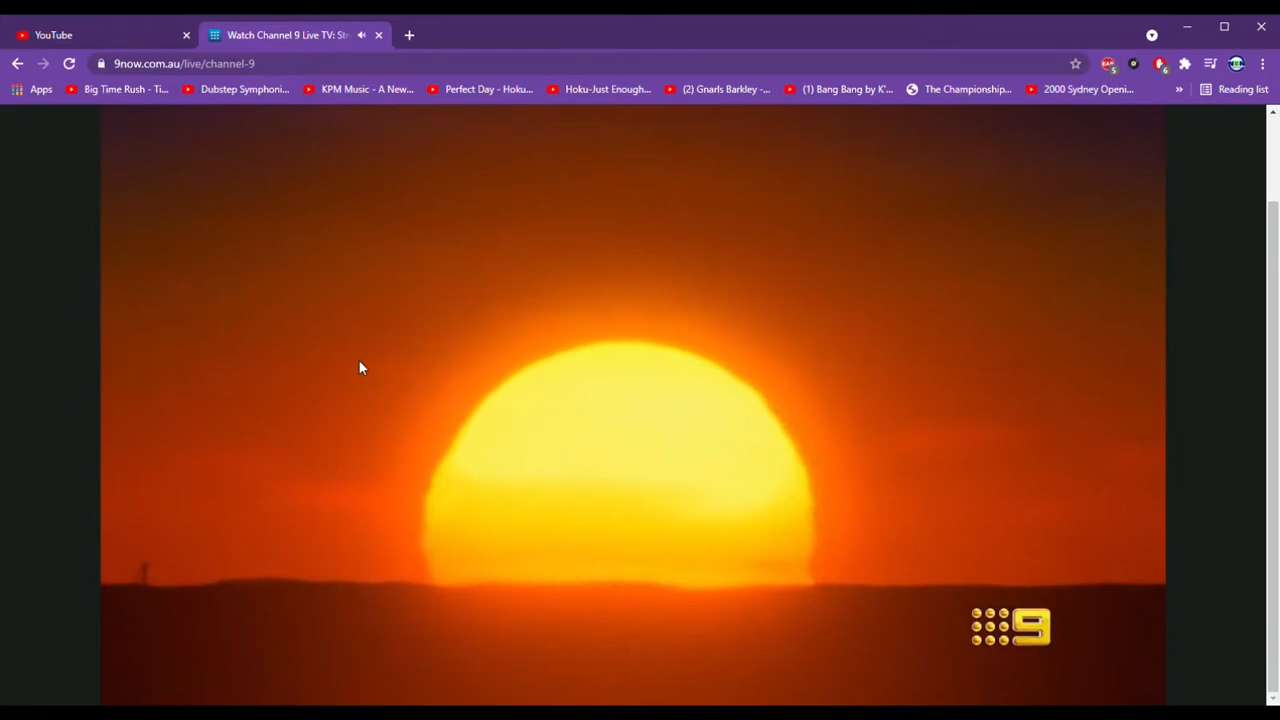 YouTube
Watch Channel 9 Live TV: Str
9now.com.au/live/channel-9
5
6
Apps
Big Time Rush - Ti...
Dubstep Symphoni...
KPM Music - A New...
Perfect Day - Hoku...
Hoku-Just Enough...
(2) Gnarls Barkley -...
(1) Bang Bang by K'...
The Championship...
2000 Sydney Openi...
»
Reading list
9